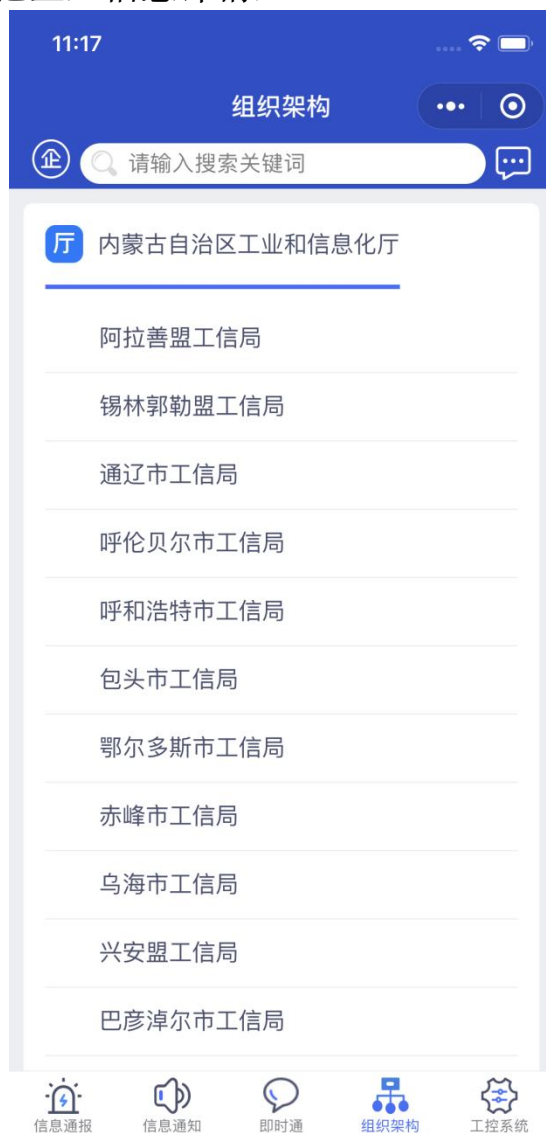 11:17
组织架构
企
请输入搜索关键词
厅 内蒙古自治区工业和信息化厅
阿拉善盟工信局
锡林郭勒盟工信局
通辽市工信局
呼伦贝尔市工信局
呼和浩特市工信局
包头市工信局
鄂尔多斯市工信局
赤峰市工信局
乌海市工信局
兴安盟工信局
巴彦淖尔市工信局
信息通报 信息通知 即时通 组织架构 工控系统